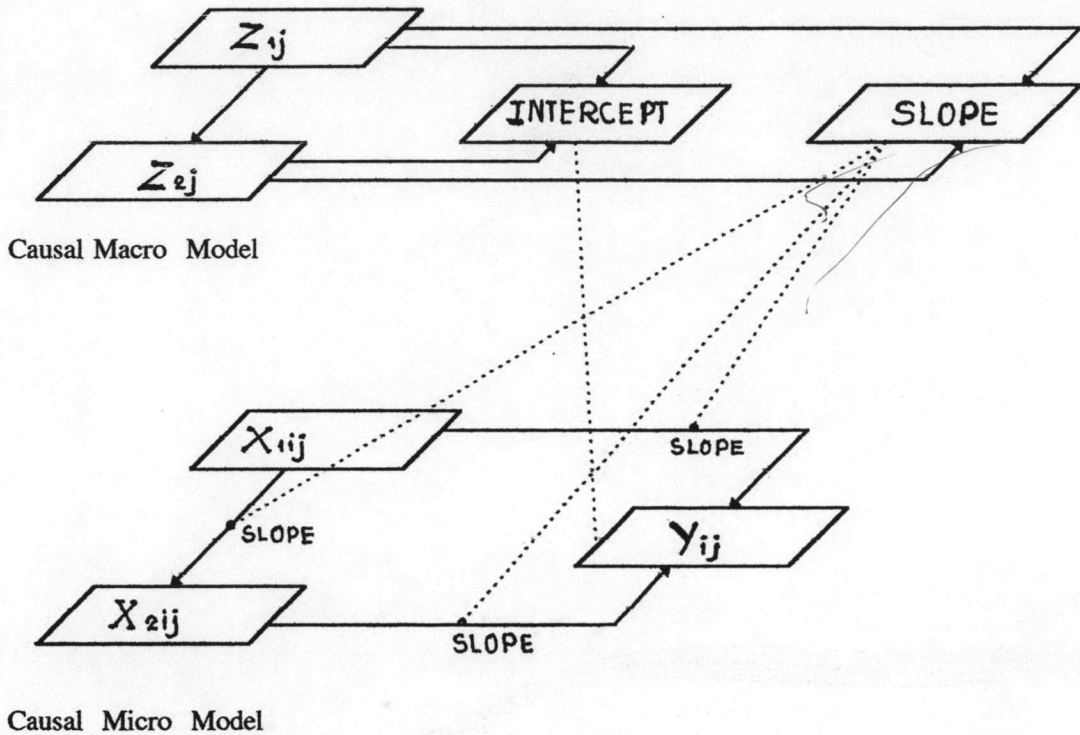 Z1j
INTERCEPT
SLOPE
Z2j
Causal Macro Model
X1ij
SLOPE
SLOPE
Yij
X2ij
SLOPE
Causal Micro Model